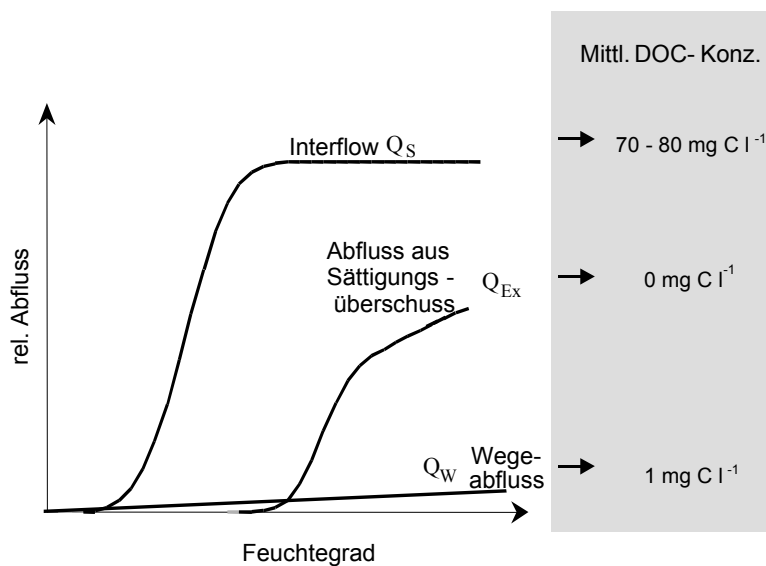 Mittl. DOC- Konz.
Interflow Q_S
70 - 80 mg C l⁻¹
Abfluss aus
Sättigungs -
überschuss
Q_Ex
0 mg C l⁻¹
rel. Abfluss
Q_W
Wege-
abfluss
1 mg C l⁻¹
Feuchtegrad